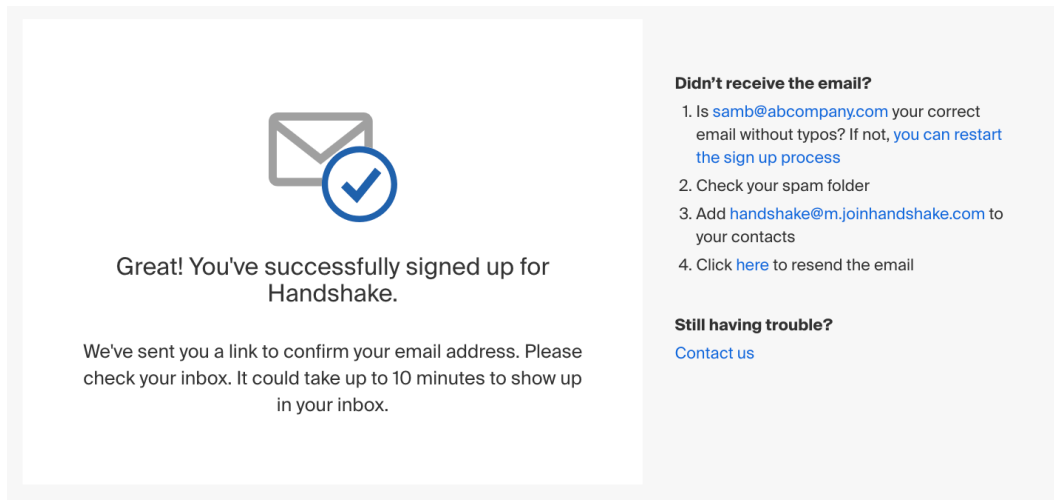 Great! You've successfully signed up for
Handshake.
We've sent you a link to confirm your email address. Please
check your inbox. It could take up to 10 minutes to show up
in your inbox.
Didn’t receive the email?
1. Is samb@abcompany.com your correct
email without typos? If not, you can restart
the sign up process
2. Check your spam folder
3. Add handshake@m.joinhandshake.com to
your contacts
4. Click here to resend the email
Still having trouble?
Contact us